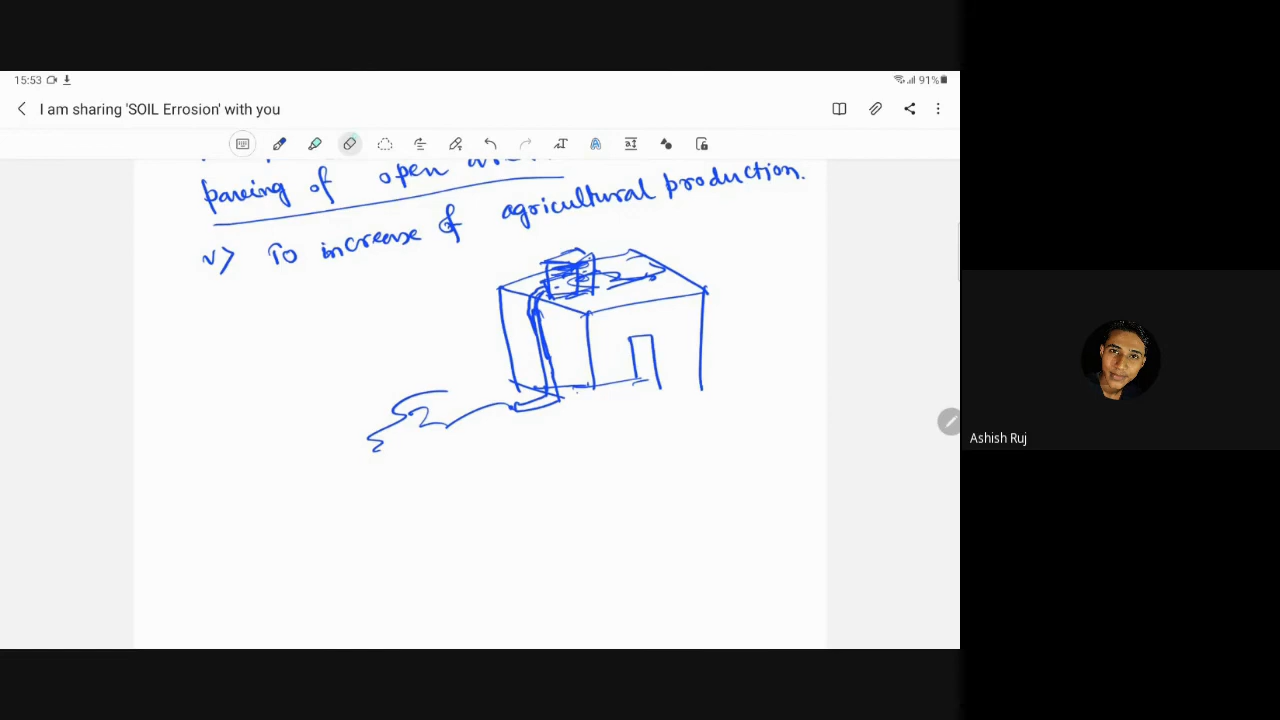 15:53
91%
I am sharing 'SOIL Errosion' with you
paveing of open
v> To increase of agricultural production.
Ashish Ruj